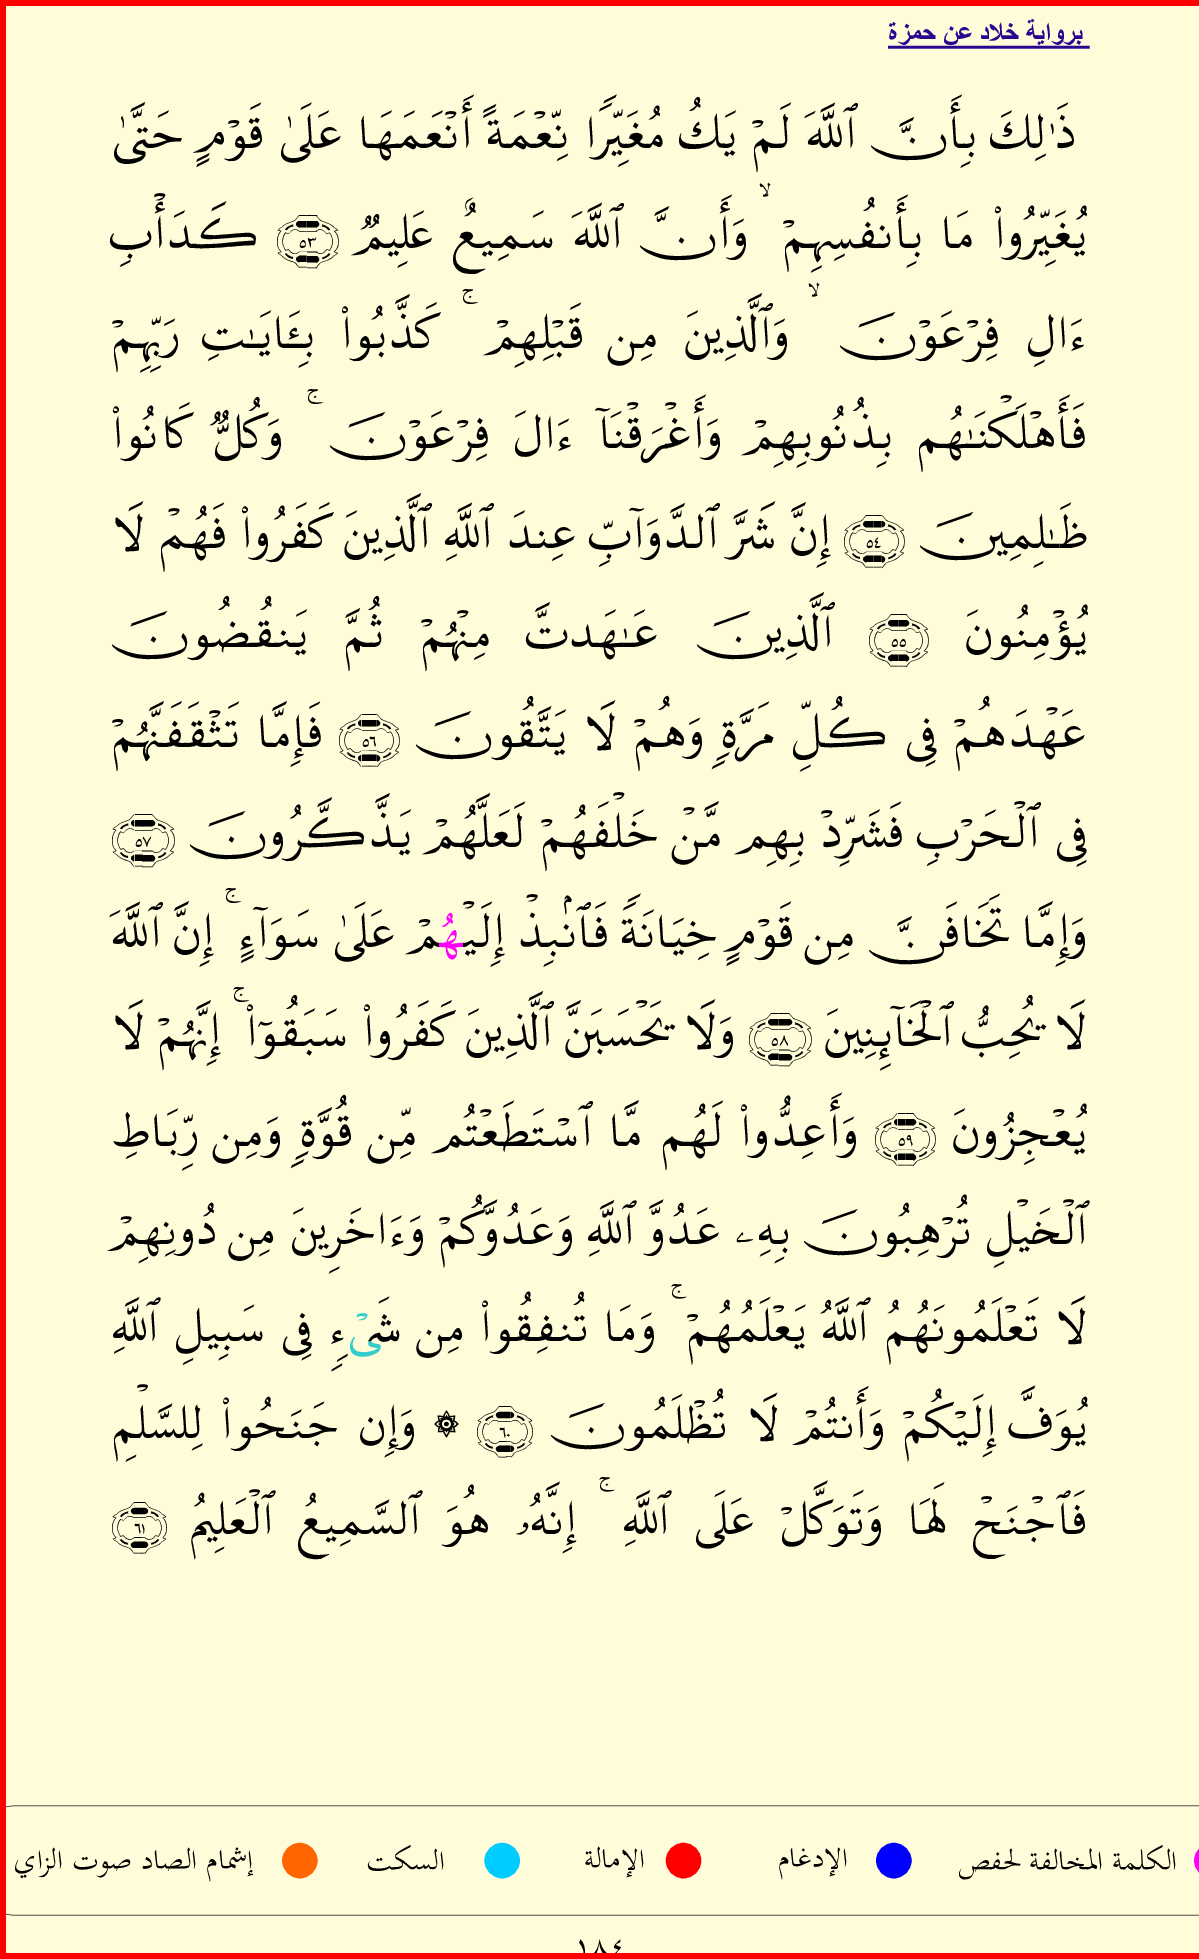 برواية خلاد عن حمزة
ذَٰلِكَ بِأَنَّ ٱللَّهَ لَمۡ يَكُ مُغَيِّرٗا نِّعۡمَةً أَنۡعَمَهَا عَلَىٰ قَوۡمٍ حَتَّىٰ
يُغَيِّرُواْ مَا بِأَنفُسِهِمۡ ۙ وَأَنَّ ٱللَّهَ سَمِيعٌ عَلِيمٞ ٥٣ كَدَأۡبِ
ءَالِ فِرۡعَوۡنَ ۙ وَٱلَّذِينَ مِن قَبۡلِهِمۡ ۚ كَذَّبُواْ بِـَٔايَٰتِ رَبِّهِمۡ
فَأَهۡلَكۡنَٰهُم بِذُنُوبِهِمۡ وَأَغۡرَقۡنَآ ءَالَ فِرۡعَوۡنَ ۚ وَكُلّٞ كَانُواْ
ظَٰلِمِينَ ٥٤ إِنَّ شَرَّ ٱلدَّوَآبِّ عِندَ ٱللَّهِ ٱلَّذِينَ كَفَرُواْ فَهُمۡ لَا
يُؤۡمِنُونَ ٥٥ ٱلَّذِينَ عَٰهَدتَّ مِنۡهُمۡ ثُمَّ يَنقُضُونَ
عَهۡدَهُمۡ فِي كُلِّ مَرَّةٖ وَهُمۡ لَا يَتَّقُونَ ٥٦ فَإِمَّا تَثۡقَفَنَّهُمۡ
فِي ٱلۡحَرۡبِ فَشَرِّدۡ بِهِم مَّنۡ خَلۡفَهُمۡ لَعَلَّهُمۡ يَذَّكَّرُونَ ٥٧
وَإِمَّا تَخَافَنَّ مِن قَوۡمٍ خِيَانَةٗ فَٱنۢبِذۡ إِلَيۡهُمۡ عَلَىٰ سَوَآءٍ ۚ إِنَّ ٱللَّهَ
لَا يُحِبُّ ٱلۡخَآئِنِينَ ٥٨ وَلَا يَحۡسَبَنَّ ٱلَّذِينَ كَفَرُواْ سَبَقُوٓاْ ۚ إِنَّهُمۡ لَا
يُعۡجِزُونَ ٥٩ وَأَعِدُّواْ لَهُم مَّا ٱسۡتَطَعۡتُم مِّن قُوَّةٖ وَمِن رِّبَاطِ
ٱلۡخَيۡلِ تُرۡهِبُونَ بِهِۦ عَدُوَّ ٱللَّهِ وَعَدُوَّكُمۡ وَءَاخَرِينَ مِن دُونِهِمۡ
لَا تَعۡلَمُونَهُمُ ٱللَّهُ يَعۡلَمُهُمۡ ۚ وَمَا تُنفِقُواْ مِن شَيۡءٖ فِي سَبِيلِ ٱللَّهِ
يُوَفَّ إِلَيۡكُمۡ وَأَنتُمۡ لَا تُظۡلَمُونَ ٦٠ ۞ وَإِن جَنَحُواْ لِلسَّلۡمِ
فَٱجۡنَحۡ لَهَا وَتَوَكَّلۡ عَلَى ٱللَّهِ ۚ إِنَّهُۥ هُوَ ٱلسَّمِيعُ ٱلۡعَلِيمُ ٦١
الكلمة المخالفة لحفص الإدغام الإمالة السكت إشمام الصاد صوت الزاي
١٨٤